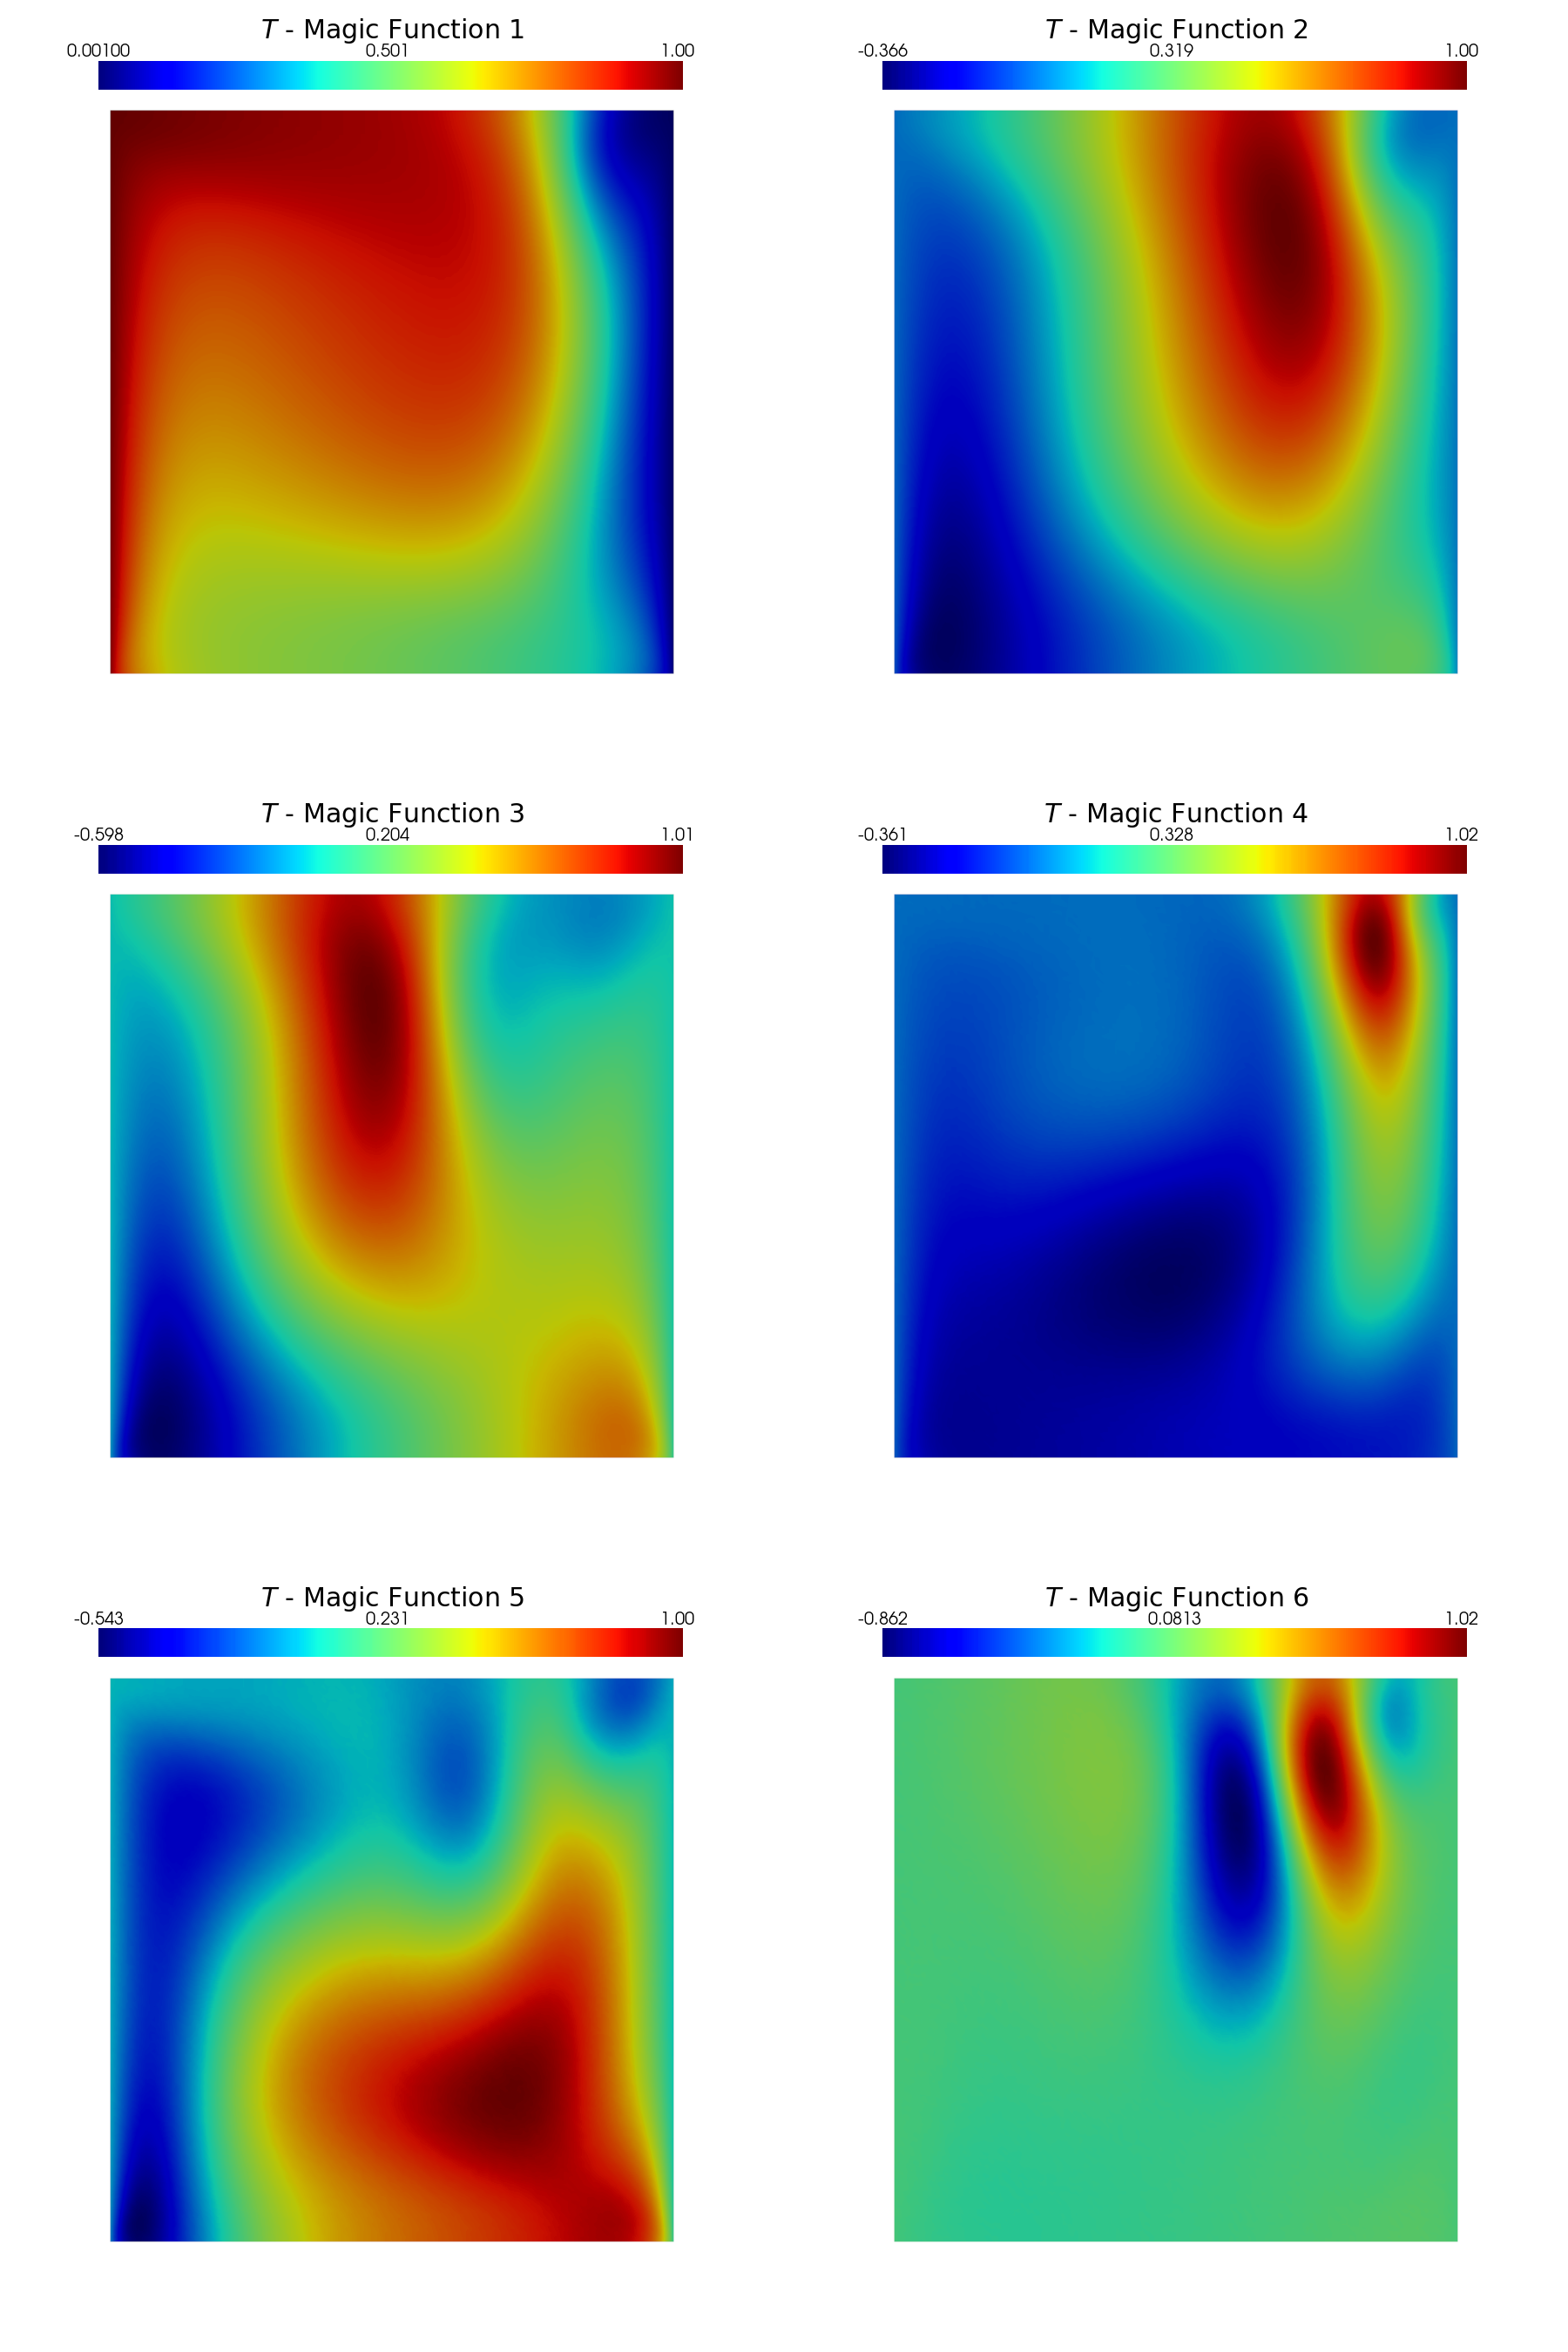 T - Magic Function 1
0.00100 0.501 1.00
T - Magic Function 2
-0.366 0.319 1.00
T - Magic Function 3
-0.598 0.204 1.01
T - Magic Function 4
-0.361 0.328 1.02
T - Magic Function 5
-0.543 0.231 1.00
T - Magic Function 6
-0.862 0.0813 1.02